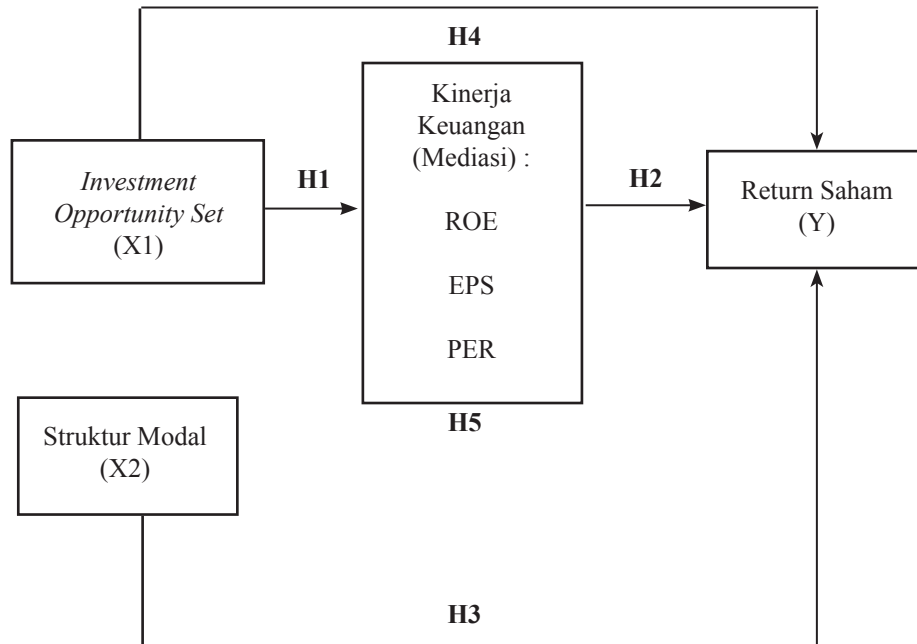 H4
Kinerja
Keuangan
(Mediasi) :
ROE
EPS
PER
Investment
Opportunity Set
(X1)
H1
H2
Return Saham
(Y)
H5
Struktur Modal
(X2)
H3